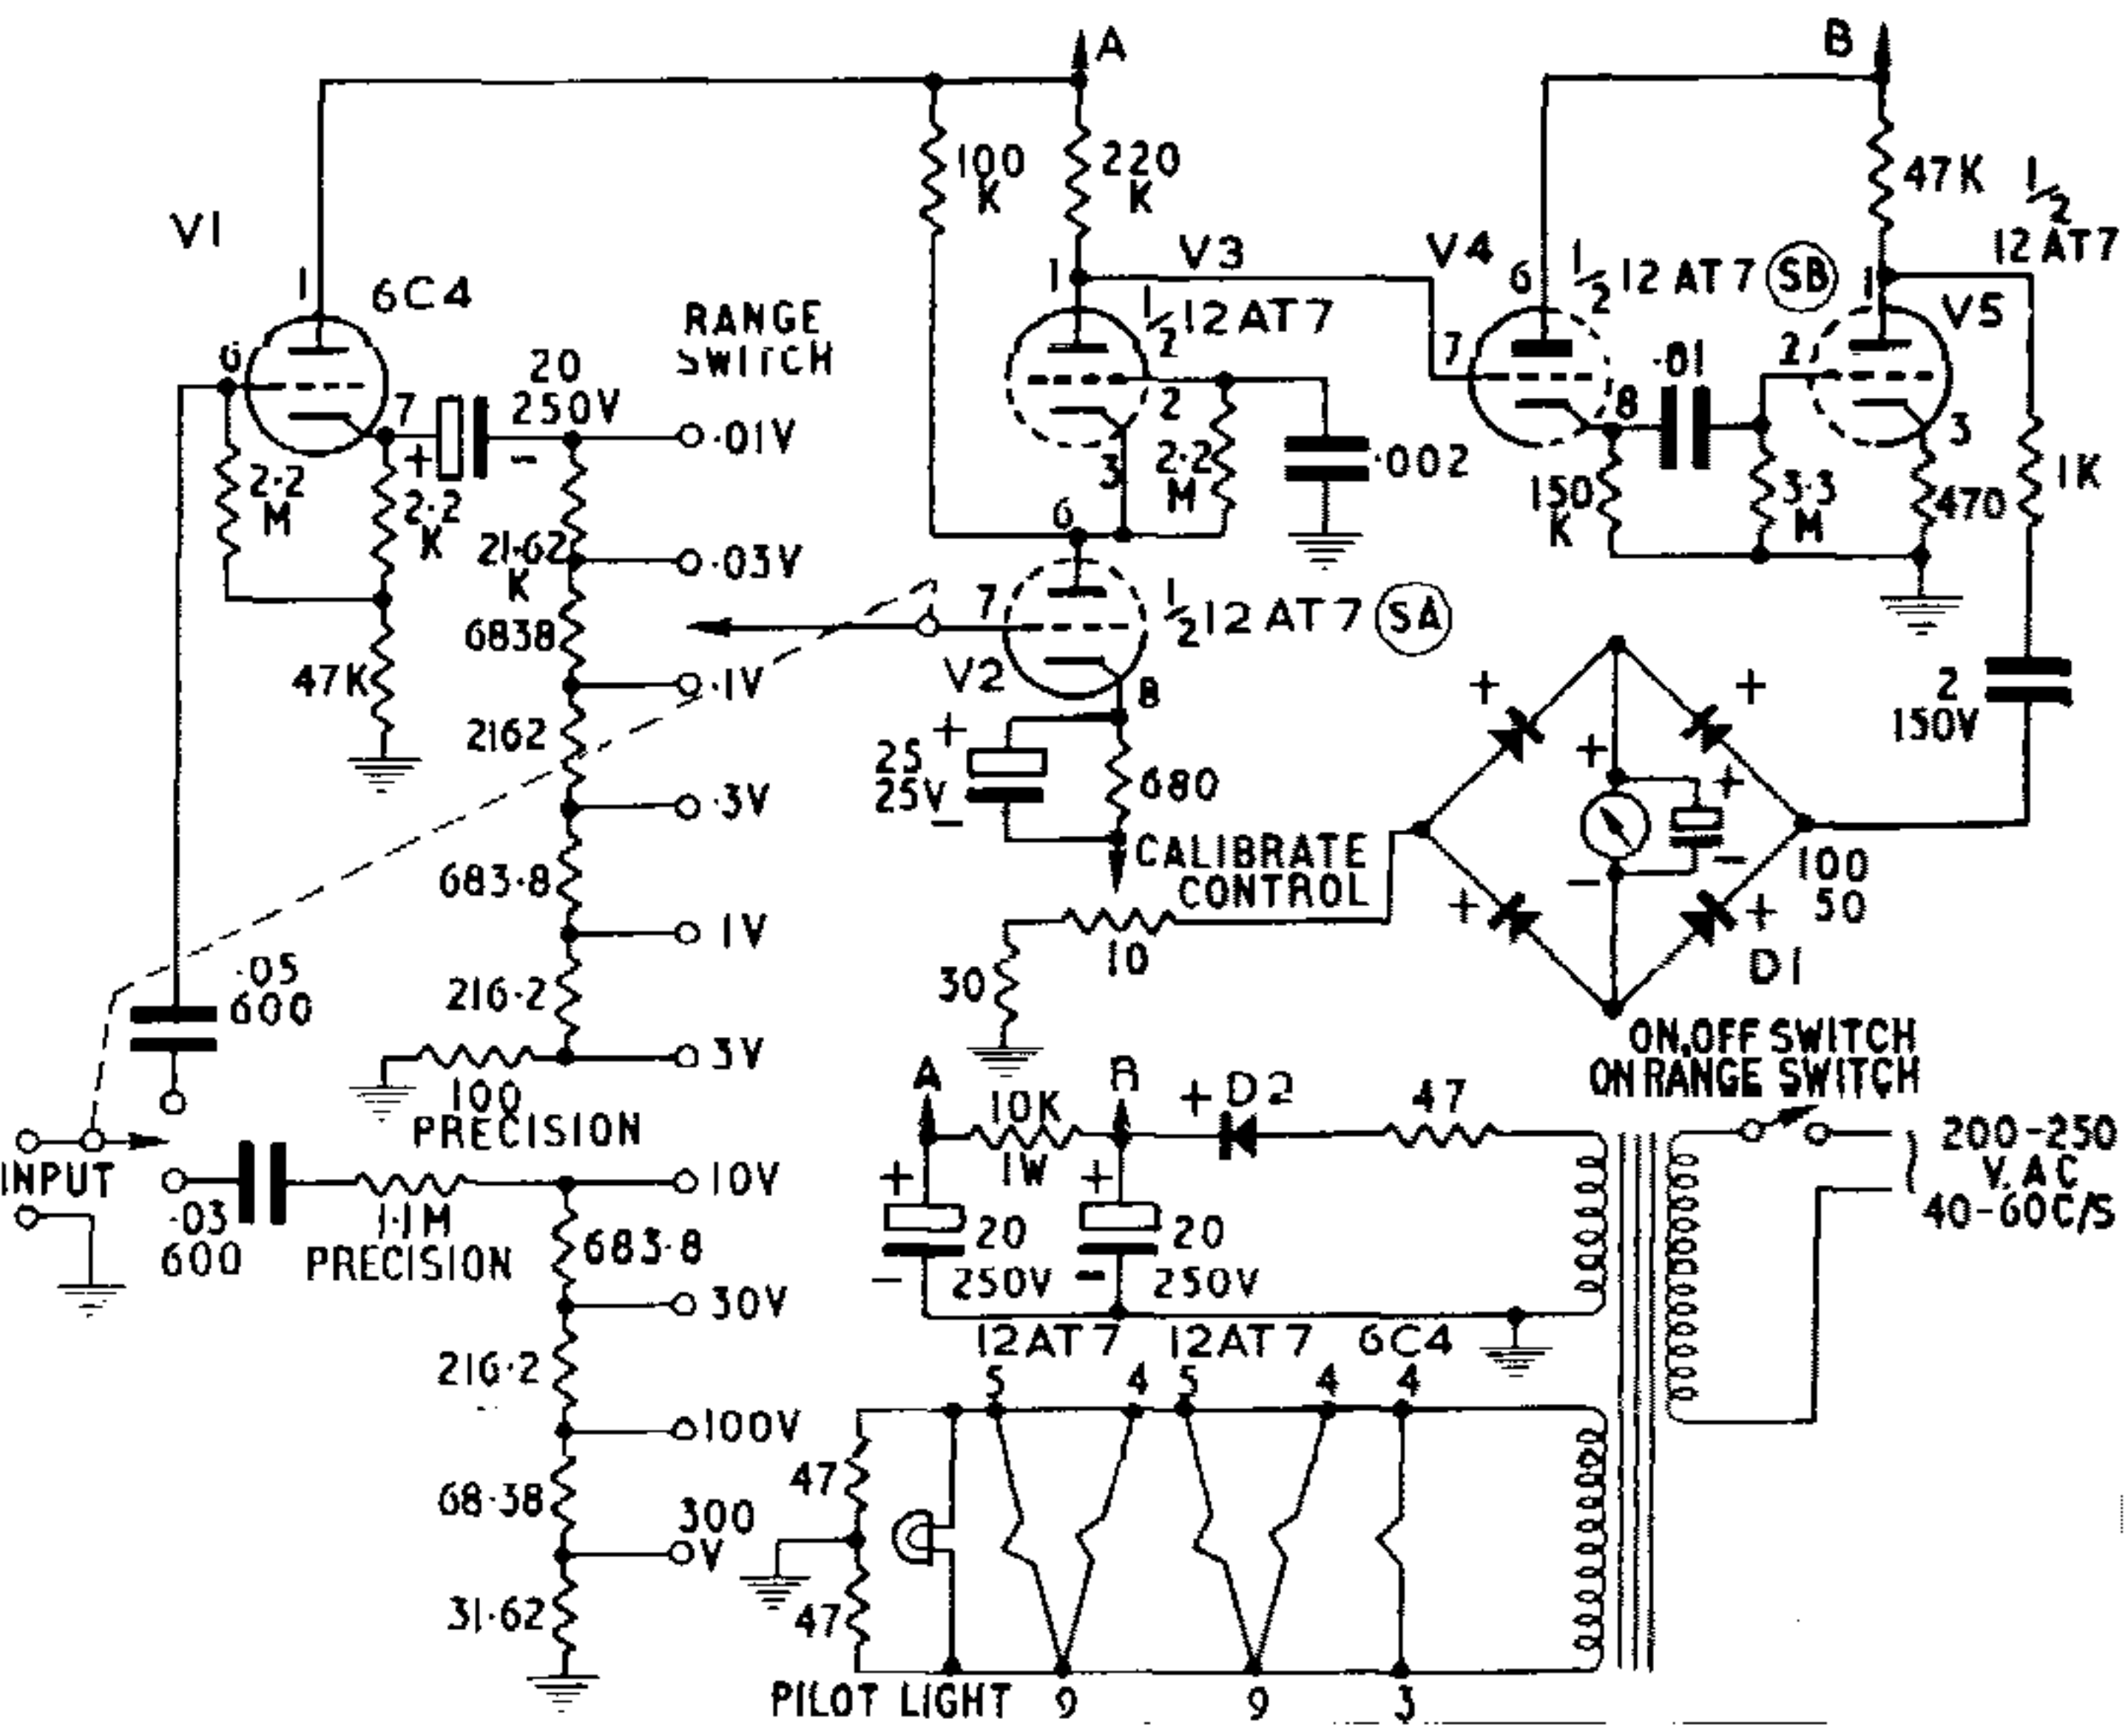 A
B
100
K
220
K
47K
1/2
12AT7
V1
1
6C4
6
7
20
250V
+
-
2.2
M
2.2
K
47K
RANGE
SWITCH
.01V
21.62
K
.03V
6838
.1V
2162
.3V
683.8
1V
216.2
3V
100
PRECISION
V3
1
1/2 12AT7
2
2
3
2.2
M
.002
V4
6
1/2 12AT7 SB
7
8
.01
150
K
3.3
M
V5
1
2
3
470
1K
2
150V
6
7
1/2 12AT7 SA
V2
8
+
25
25V
-
680
CALIBRATE
CONTROL
10
30
+
+
+
+
-
-
100
50
+
+
D1
.05
600
INPUT
.03
600
1.1M
PRECISION
10V
683.8
30V
216.2
100V
68.38
300
V
31.62
A
10K
1W
B
+ D2
47
+
20
250V
-
+
20
250V
-
ON.OFF SWITCH
ON RANGE SWITCH
200-250
V.AC
40-60C/S
12AT7
12AT7
6C4
5
4
5
4
4
47
47
PILOT LIGHT
9
9
3